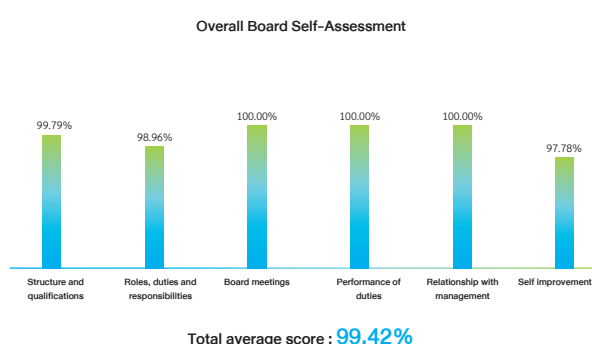 Overall Board Self-Assessment
99.79%
98.96%
100.00%
100.00%
100.00%
97.78%
Structure and
qualifications
Roles, duties and
responsibilities
Board meetings
Performance of
duties
Relationship with
management
Self improvement
Total average score : 99.42%